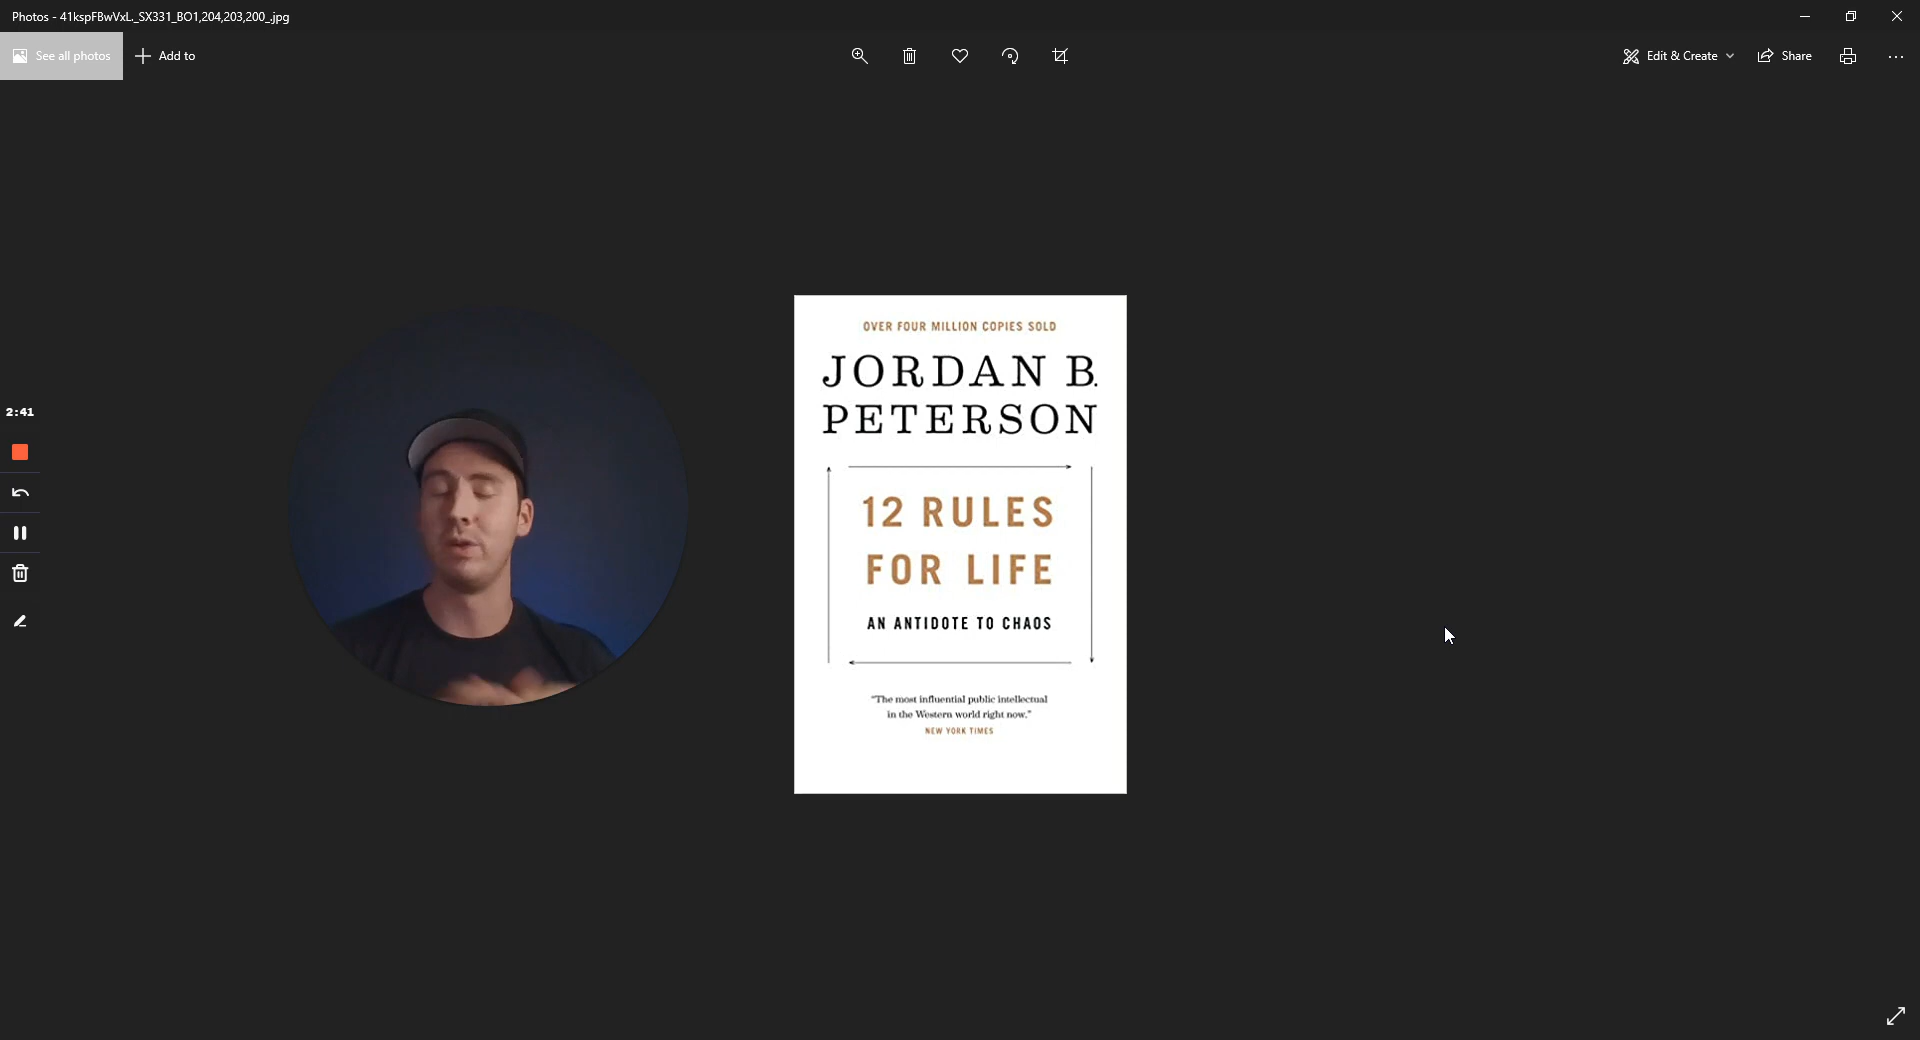 Photos - 41kspFBwVxL._SX331_BO1,204,203,200_.jpg
See all photos
Add to
Edit & Create
Share
2:41
OVER FOUR MILLION COPIES SOLD
JORDAN B.
PETERSON
12 RULES
FOR LIFE
AN ANTIDOTE TO CHAOS
“The most influential public intellectual
in the Western world right now.”
NEW YORK TIMES